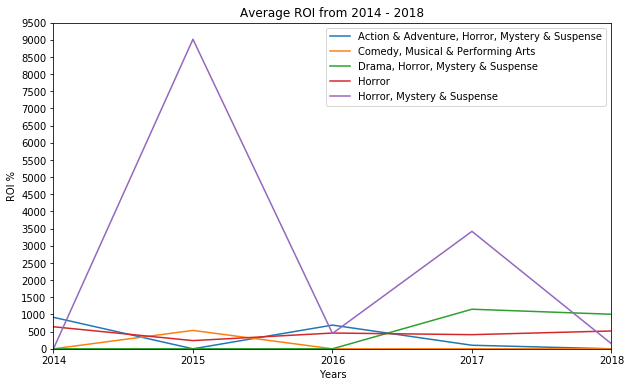 Average ROI from 2014 - 2018
9500
9000
8500
8000
7500
7000
6500
6000
5500
5000
4500
4000
3500
3000
2500
2000
1500
1000
500
0
ROI %
Action & Adventure, Horror, Mystery & Suspense
Comedy, Musical & Performing Arts
Drama, Horror, Mystery & Suspense
Horror
Horror, Mystery & Suspense
2014 2015 2016 2017 2018
Years